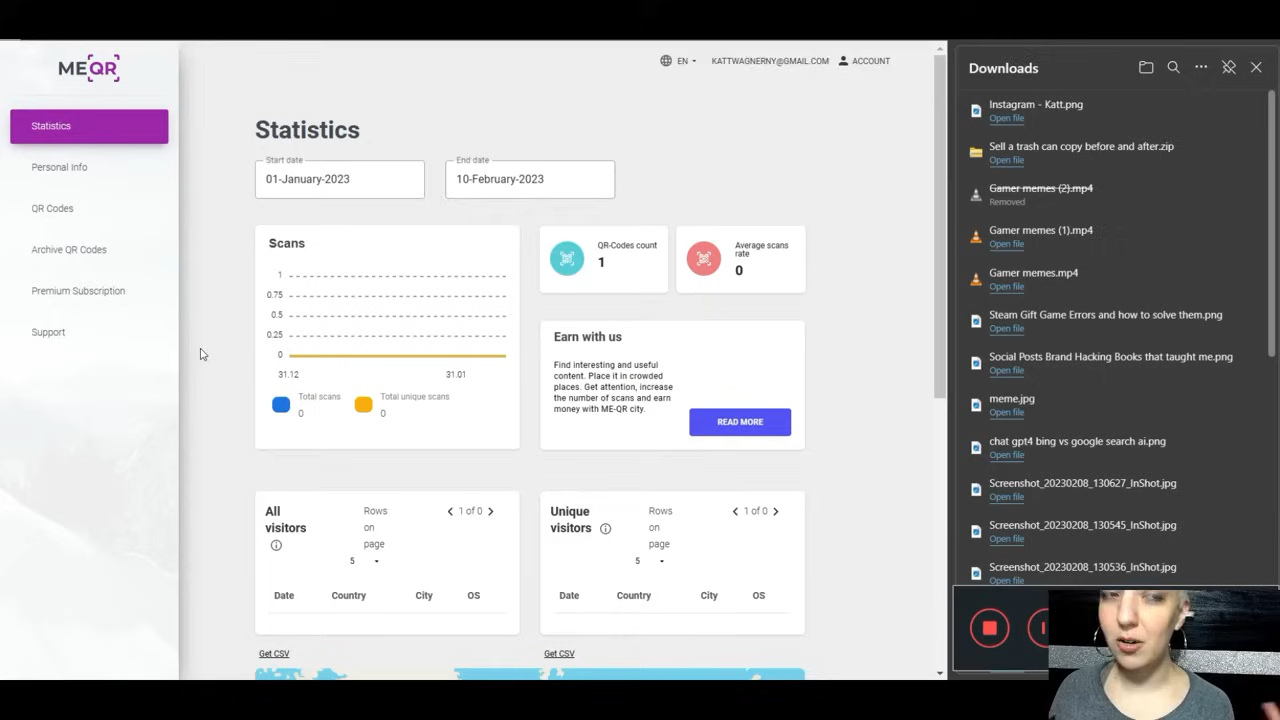 MEQR
Statistics
Personal Info
QR Codes
Archive QR Codes
Premium Subscription
Support
EN
KATTWAGNERNY@GMAIL.COM
ACCOUNT
Statistics
Start date
01-January-2023
End date
10-February-2023
Scans
1
0.75
0.5
0.25
0
31.12
31.01
Total scans
0
Total unique scans
0
QR-Codes count
1
Average scans
rate
0
Earn with us
Find interesting and useful
content. Place it in crowded
places. Get attention, increase
the number of scans and earn
money with ME-QR city.
READ MORE
All
visitors
Rows
on
page
5
1 of 0
Date Country City OS
Get CSV
Unique
visitors
Rows
on
page
5
1 of 0
Date Country City OS
Get CSV
Downloads
Instagram - Katt.png
Open file
Sell a trash can copy before and after.zip
Open file
Gamer memes (2).mp4
Removed
Gamer memes (1).mp4
Open file
Gamer memes.mp4
Open file
Steam Gift Game Errors and how to solve them.png
Open file
Social Posts Brand Hacking Books that taught me.png
Open file
meme.jpg
Open file
chat gpt4 bing vs google search ai.png
Open file
Screenshot_20230208_130627_InShot.jpg
Open file
Screenshot_20230208_130545_InShot.jpg
Open file
Screenshot_20230208_130536_InShot.jpg
Open file